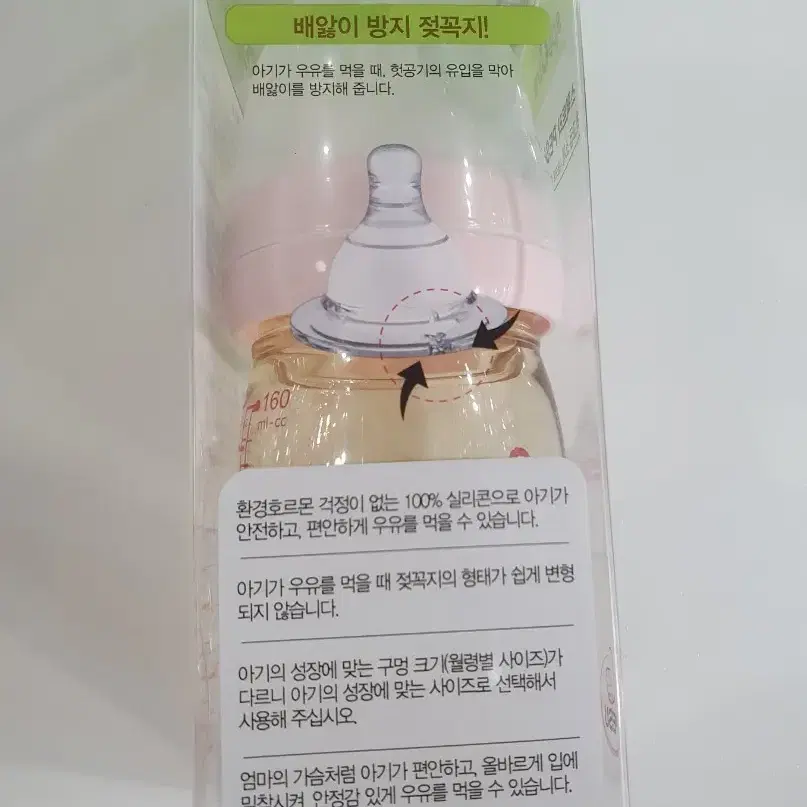 배앓이 방지 젖꼭지!
아기가 우유를 먹을 때, 헛공기의 유입을 막아
배앓이를 방지해 줍니다.
160
ml-cc
환경호르몬 걱정이 없는 100% 실리콘으로 아기가
안전하고, 편안하게 우유를 먹을 수 있습니다.
아기가 우유를 먹을 때 젖꼭지의 형태가 쉽게 변형
되지 않습니다.
아기의 성장에 맞는 구멍 크기(월령별 사이즈)가
다르니 아기의 성장에 맞는 사이즈로 선택해서
사용해 주십시오.
엄마의 가슴처럼 아기가 편안하고, 올바르게 입에
밀착시켜 안정감 있게 우유를 먹을 수 있습니다.